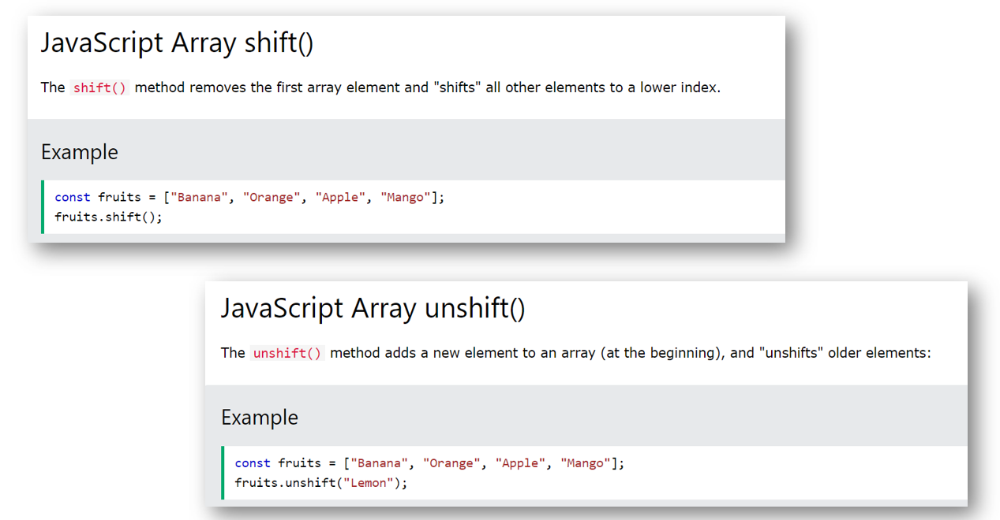 JavaScript Array shift()
The shift() method removes the first array element and "shifts" all other elements to a lower index.
Example
const fruits = ["Banana", "Orange", "Apple", "Mango"];
fruits.shift();
JavaScript Array unshift()
The unshift() method adds a new element to an array (at the beginning), and "unshifts" older elements:
Example
const fruits = ["Banana", "Orange", "Apple", "Mango"];
fruits.unshift("Lemon");